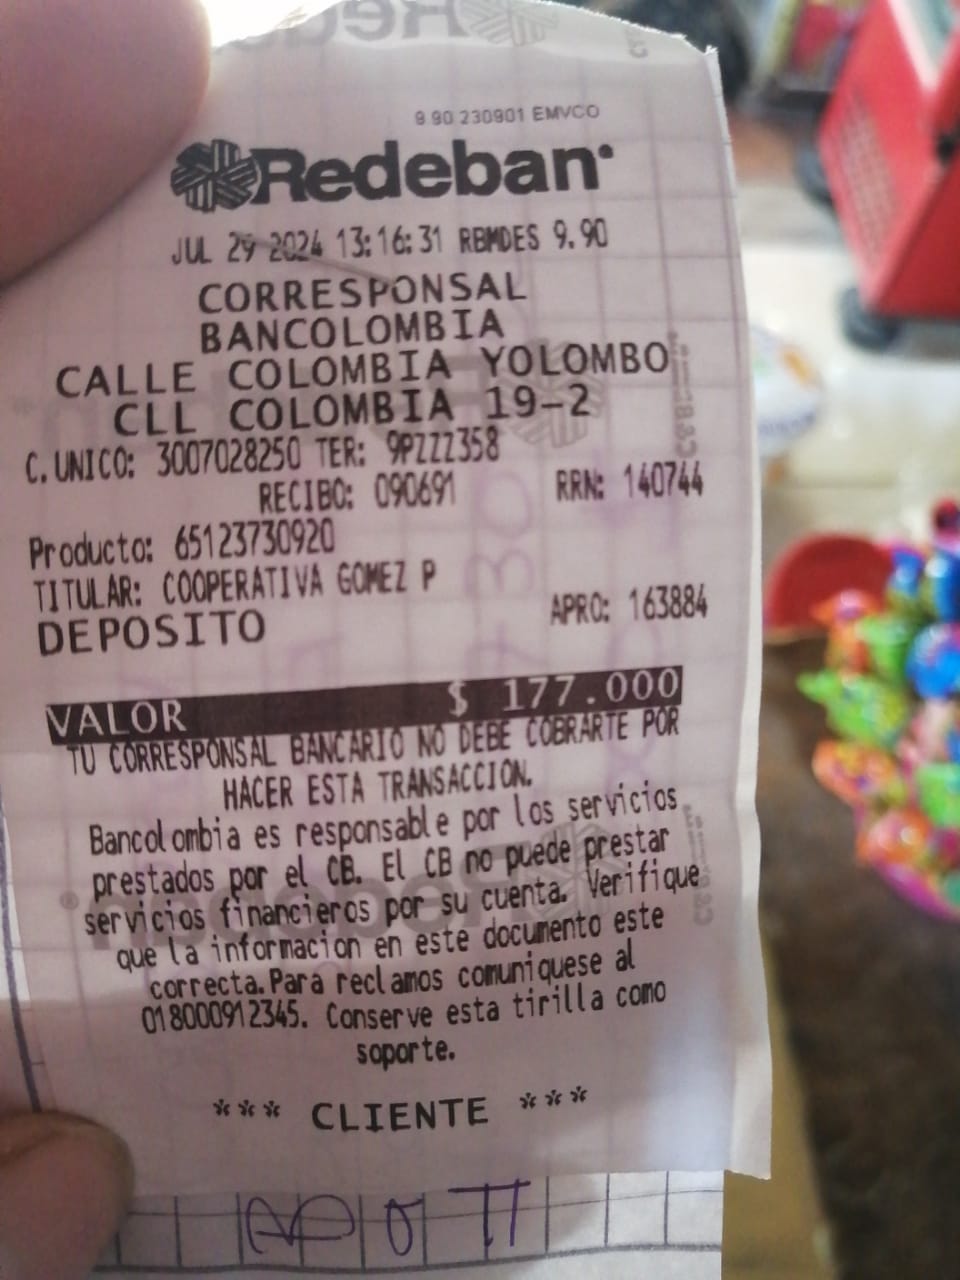 9 90 230901 EMVCO
Redeban
JUL 29 2024 13:16:31 RBMDES 9.90
CORRESPONSAL
BANCOLOMBIA
CALLE COLOMBIA YOLOMBO
CLL COLOMBIA 19-2
C. UNICO: 3007028250 TER: 9PZZZ358
RECIBO: 090691 RRN: 140744
Producto: 65123730920
TITULAR: COOPERATIVA GOMEZ P
DEPOSITO APRO: 163884
VALOR $ 177.000
TU CORRESPONSAL BANCARIO NO DEBE COBRARTE POR
HACER ESTA TRANSACCION.
Bancolombia es responsable por los servicios
prestados por el CB. El CB no puede prestar
servicios financieros por su cuenta. Verifique
que la informacion en este documento este
correcta.Para reclamos comuniquese al
018000912345. Conserve esta tirilla como
soporte.
*** CLIENTE ***